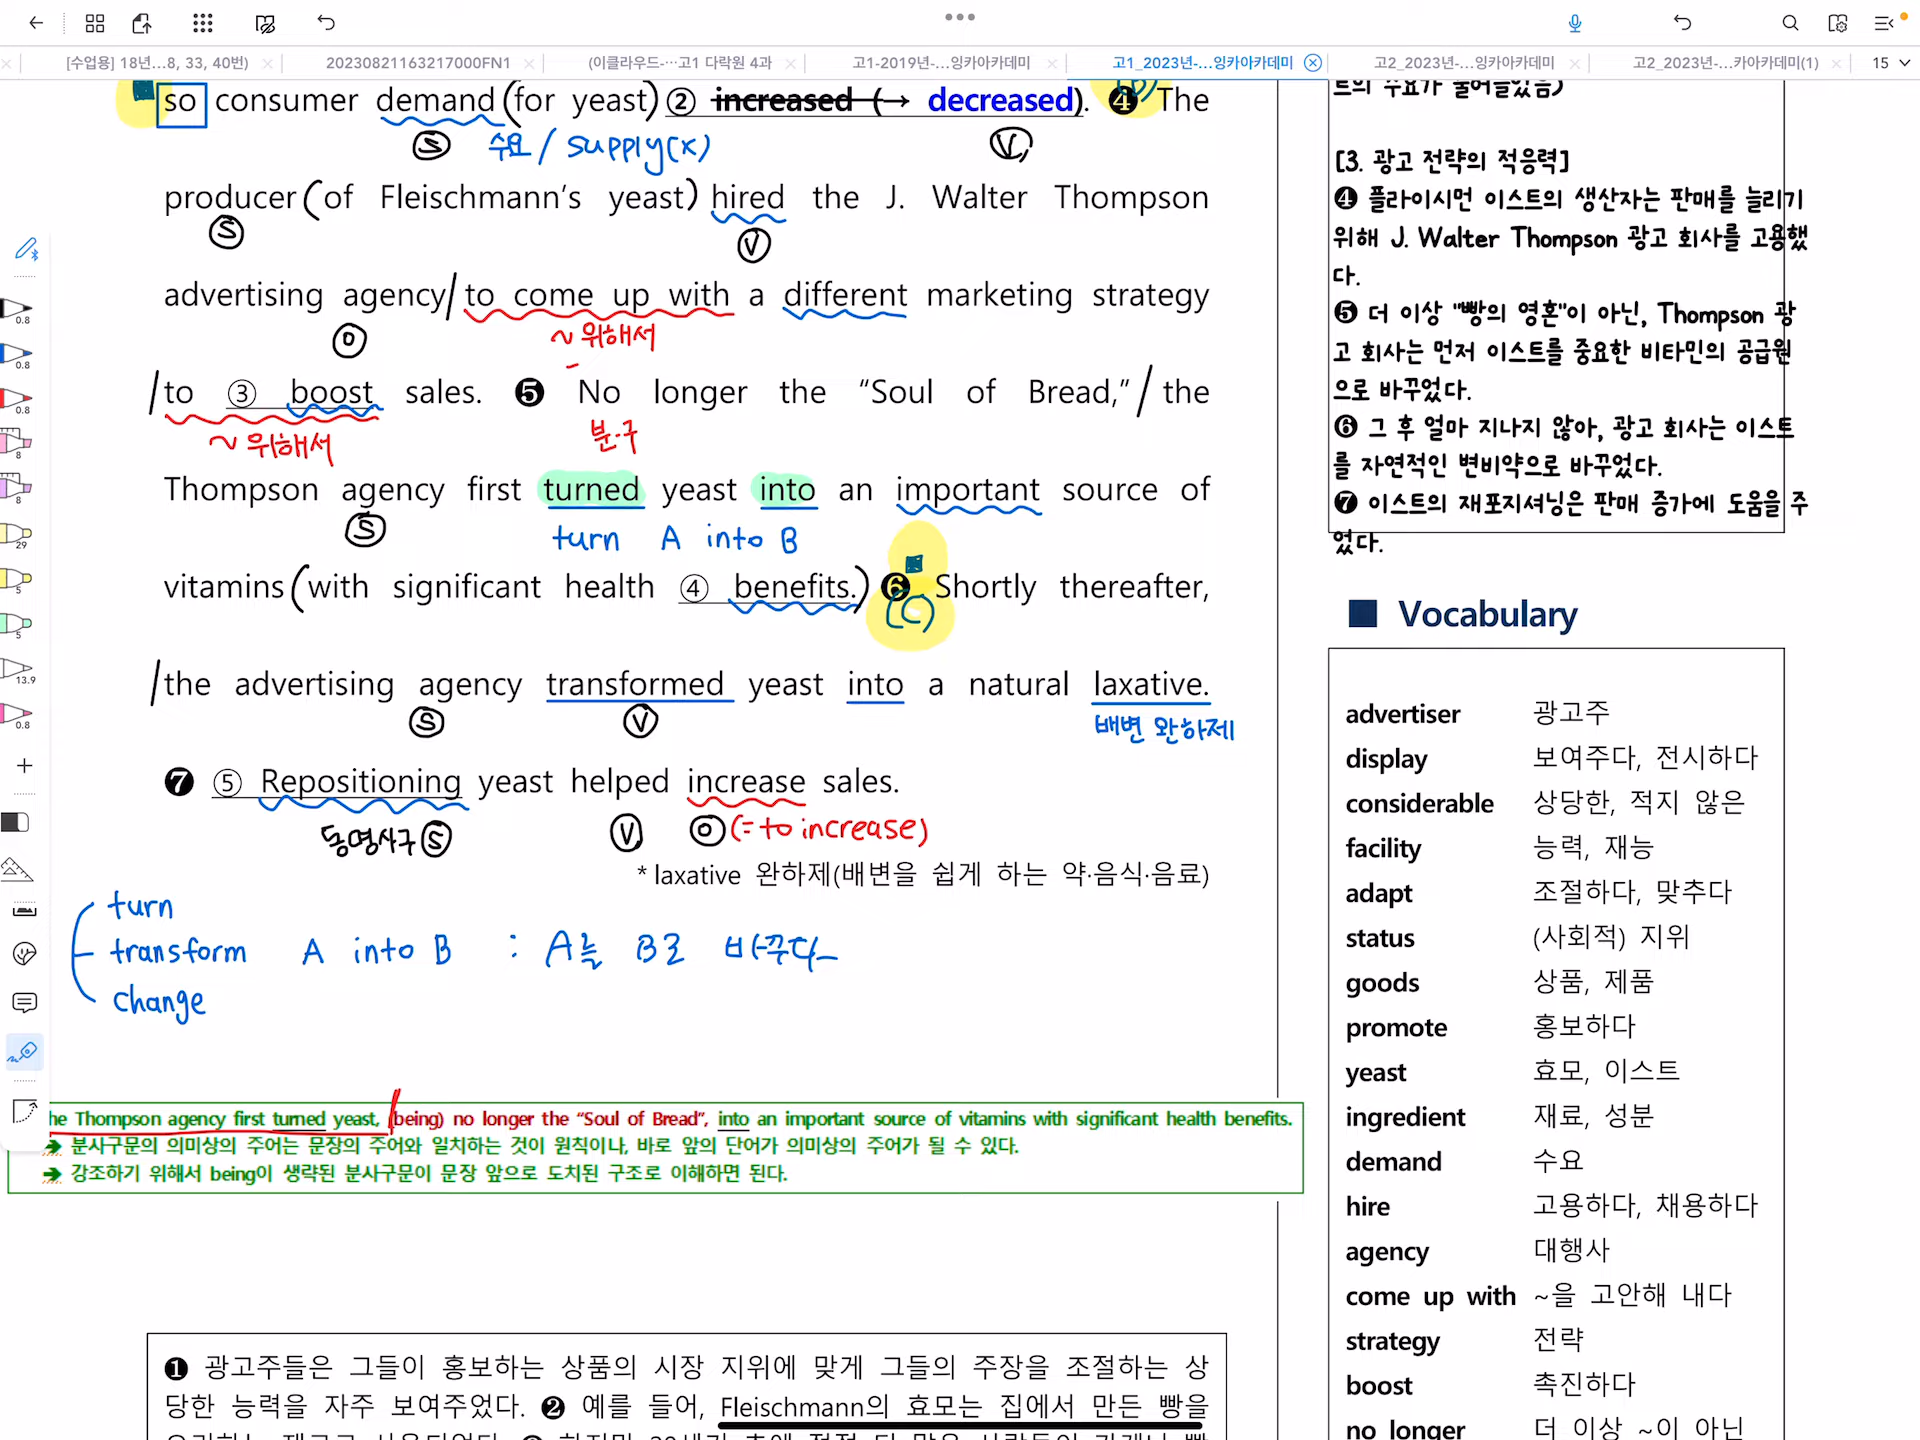 [수업용] 18년...8, 33, 40번)
20230821163217000FN1
(이클라우드-...고1 다락원 4과
고1-2019년-...잉카아카데미
고1_2023년-...잉카아카데미
고2_2023년-...잉카아카데미
고2_2023년-...카아카데미(1)
15
so consumer demand (for yeast) ② increased (→ decreased). ❹ The
(B)
Ⓢ 수요 / supply(x) Ⓥ
producer (of Fleischmann's yeast) hired the J. Walter Thompson
Ⓢ Ⓥ
advertising agency / to come up with a different marketing strategy
Ⓞ ~위해서
/ to ③ boost sales. ❺ No longer the “Soul of Bread,” / the
~위해서 분·구
Thompson agency first turned yeast into an important source of
Ⓢ turn A into B
vitamins (with significant health ④ benefits.) ❻ Shortly thereafter,
(C)
/ the advertising agency transformed yeast into a natural laxative.
Ⓢ Ⓥ 배변 완하제
❼ ⑤ Repositioning yeast helped increase sales.
동명사구 Ⓢ Ⓥ Ⓞ (= to increase)
* laxative 완하제(배변을 쉽게 하는 약·음식·음료)
turn
transform A into B : A를 B로 바꾸다
change
he Thompson agency first turned yeast, (being) no longer the “Soul of Bread”, into an important source of vitamins with significant health benefits.
➔ 분사구문의 의미상의 주어는 문장의 주어와 일치하는 것이 원칙이나, 바로 앞의 단어가 의미상의 주어가 될 수 있다.
➔ 강조하기 위해서 being이 생략된 분사구문이 문장 앞으로 도치된 구조로 이해하면 된다.
❶ 광고주들은 그들이 홍보하는 상품의 시장 지위에 맞게 그들의 주장을 조절하는 상
당한 능력을 자주 보여주었다. ❷ 예를 들어, Fleischmann의 효모는 집에서 만든 빵을
트의 수요가 줄어들었음)
[3. 광고 전략의 적응력]
❹ 플라이시먼 이스트의 생산자는 판매를 늘리기
위해 J. Walter Thompson 광고 회사를 고용했
다.
❺ 더 이상 "빵의 영혼"이 아닌, Thompson 광
고 회사는 먼저 이스트를 중요한 비타민의 공급원
으로 바꾸었다.
❻ 그 후 얼마 지나지 않아, 광고 회사는 이스트
를 자연적인 변비약으로 바꾸었다.
❼ 이스트의 재포지셔닝은 판매 증가에 도움을 주
었다.
■ Vocabulary
advertiser 광고주
display 보여주다, 전시하다
considerable 상당한, 적지 않은
facility 능력, 재능
adapt 조절하다, 맞추다
status (사회적) 지위
goods 상품, 제품
promote 홍보하다
yeast 효모, 이스트
ingredient 재료, 성분
demand 수요
hire 고용하다, 채용하다
agency 대행사
come up with ~을 고안해 내다
strategy 전략
boost 촉진하다
no longer 더 이상 ~이 아닌
0.8
0.8
0.8
8
8
29
5
5
13.9
0.8